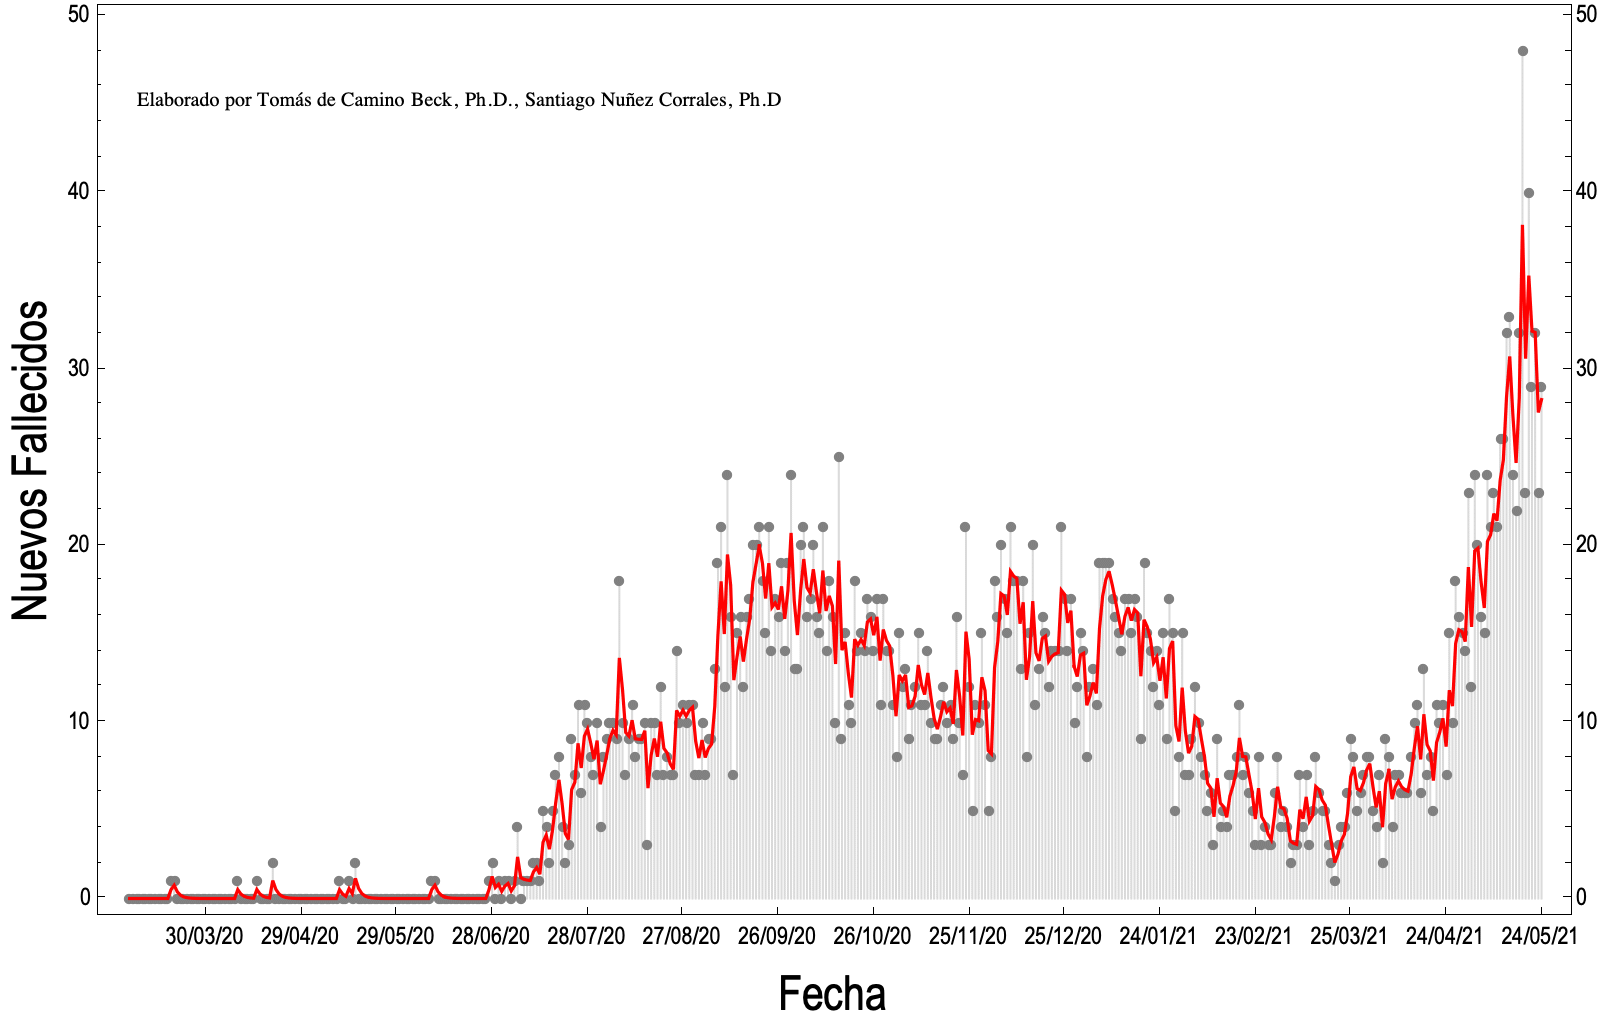 50 50
Elaborado por Tomás de Camino Beck, Ph.D., Santiago Nuñez Corrales, Ph.D
40 40
Nuevos Fallecidos
30 30
20 20
10 10
0 0
30/03/20 29/04/20 29/05/20 28/06/20 28/07/20 27/08/20 26/09/20 26/10/20 25/11/20 25/12/20 24/01/21 23/02/21 25/03/21 24/04/21 24/05/21
Fecha